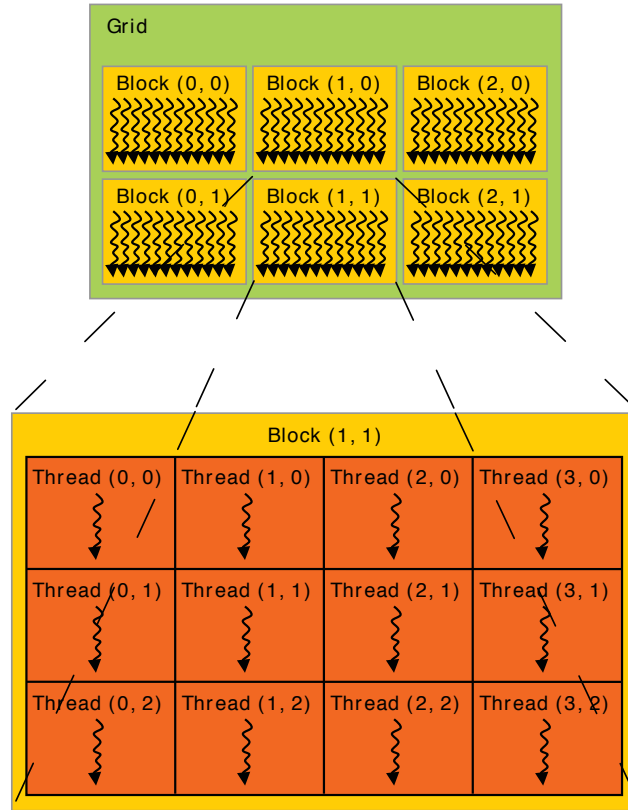 Grid
Block (0, 0) Block (1, 0) Block (2, 0)
Block (0, 1) Block (1, 1) Block (2, 1)
Block (1, 1)
Thread (0, 0) Thread (1, 0) Thread (2, 0) Thread (3, 0)
Thread (0, 1) Thread (1, 1) Thread (2, 1) Thread (3, 1)
Thread (0, 2) Thread (1, 2) Thread (2, 2) Thread (3, 2)